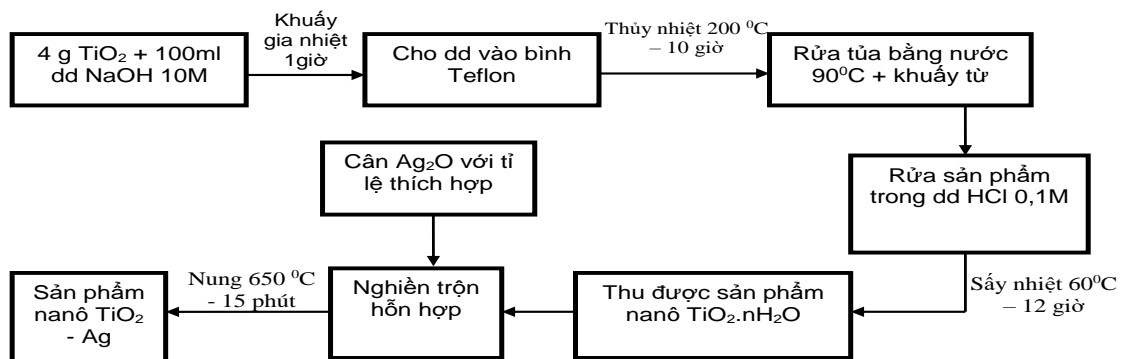 4 g TiO₂ + 100ml
dd NaOH 10M
Khuấy
gia nhiệt
1giờ
Cho dd vào bình
Teflon
Thủy nhiệt 200 ⁰C
– 10 giờ
Rửa tủa bằng nước
90⁰C + khuấy từ
Rửa sản phẩm
trong dd HCl 0,1M
Sấy nhiệt 60⁰C
– 12 giờ
Thu được sản phẩm
nanô TiO₂.nH₂O
Cân Ag₂O với tỉ
lệ thích hợp
Nghiền trộn
hỗn hợp
Nung 650 ⁰C
- 15 phút
Sản phẩm
nanô TiO₂
- Ag